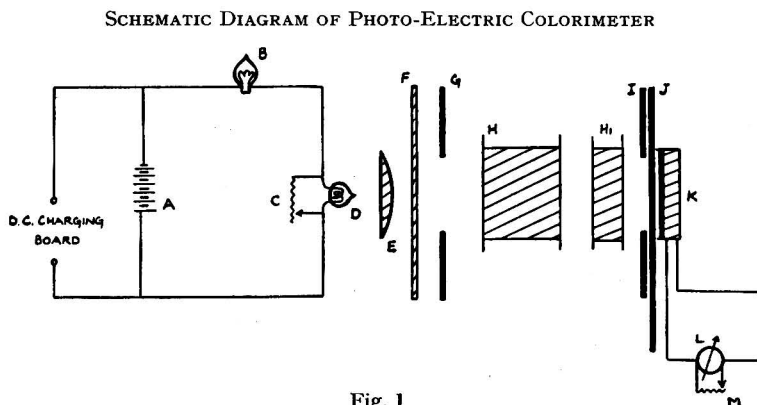 SCHEMATIC DIAGRAM OF PHOTO-ELECTRIC COLORIMETER
B
F
G
H
H1
I
J
A
C
D
E
K
D.C. CHARGING
BOARD
L
M
Fig. 1